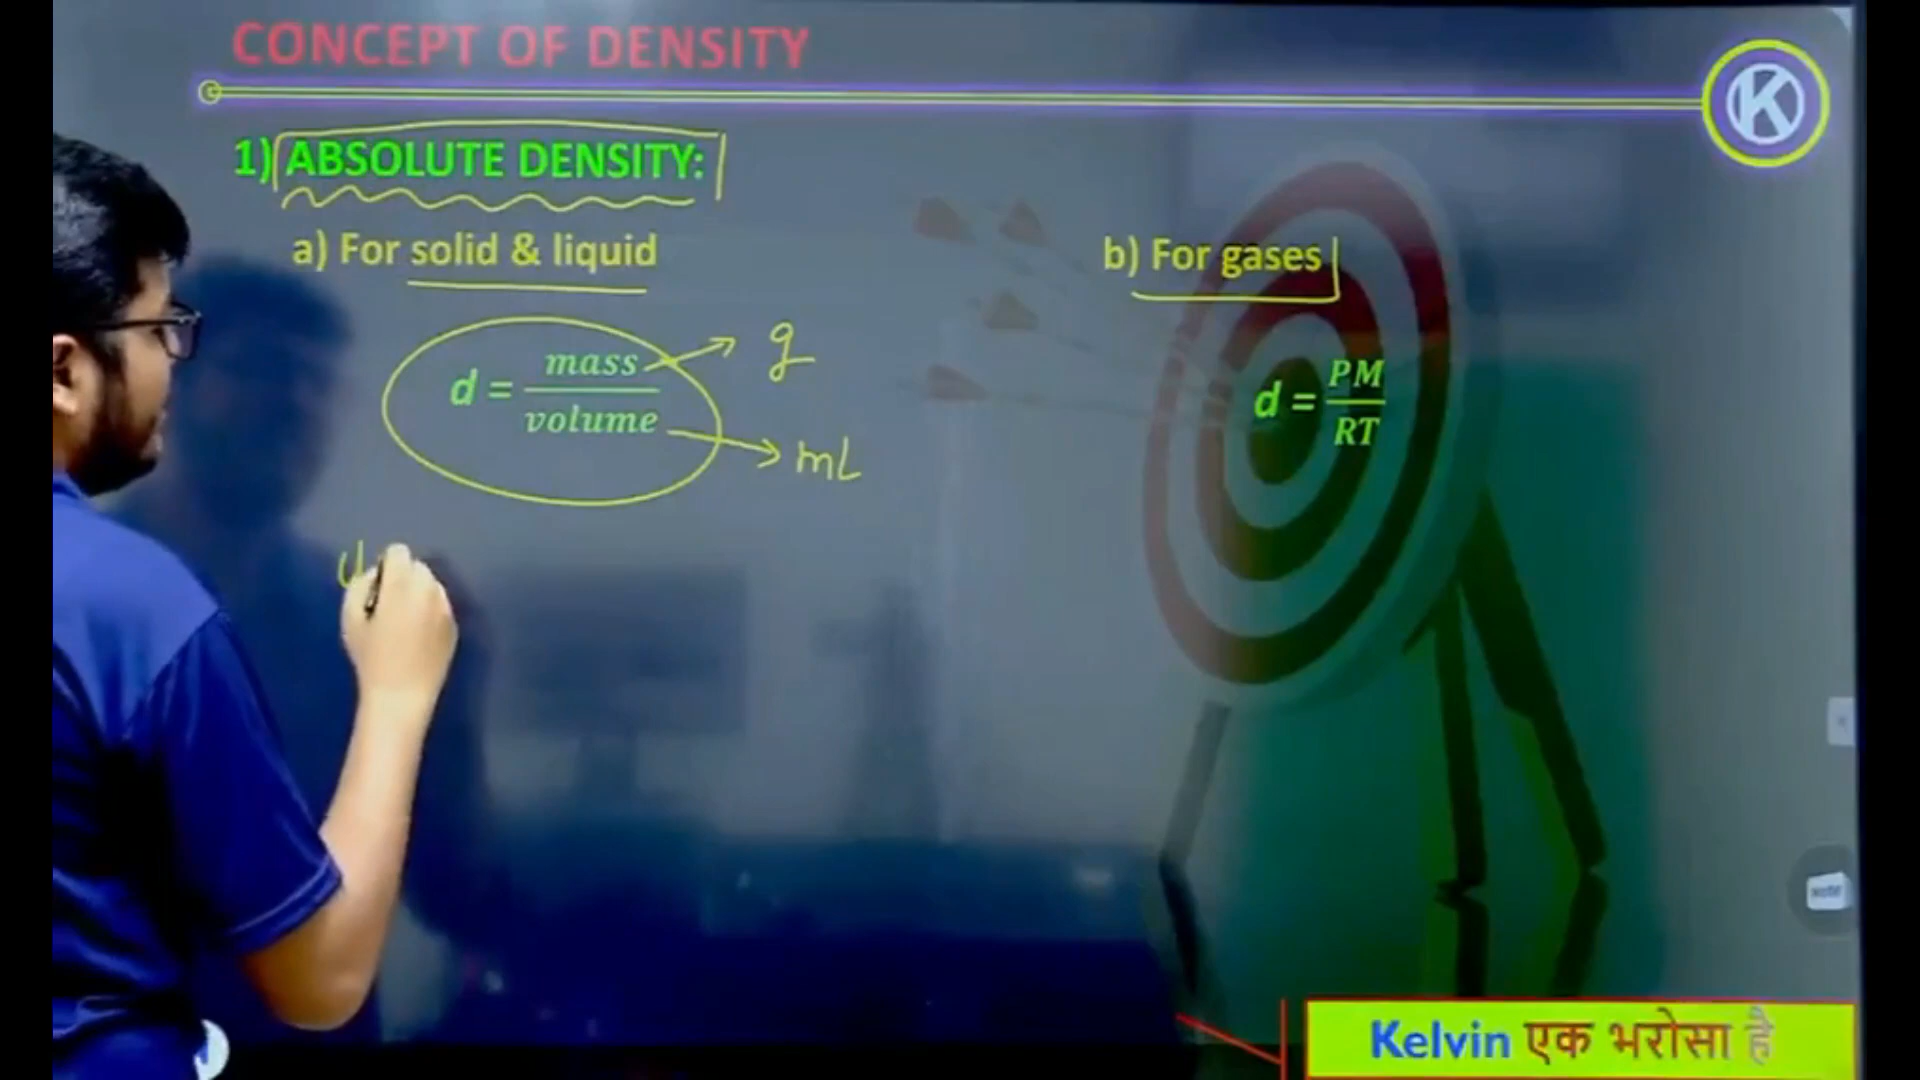 CONCEPT OF DENSITY
K
1) ABSOLUTE DENSITY:
a) For solid & liquid
b) For gases
d = mass/volume
g
mL
d = PM/RT
Kelvin एक भरोसा है